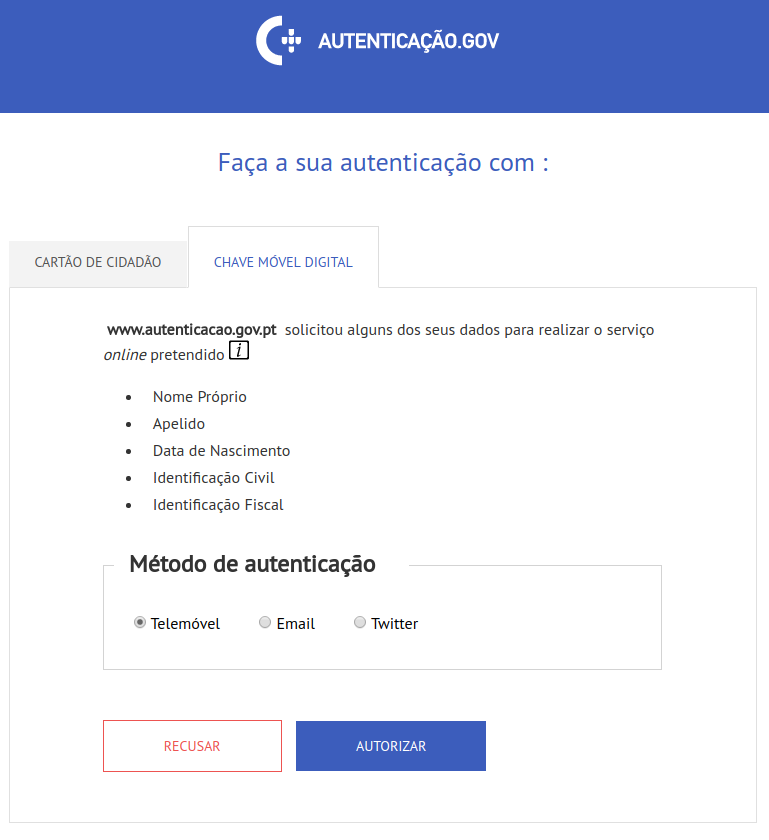 AUTENTICAÇÃO.GOV
Faça a sua autenticação com :
CARTÃO DE CIDADÃO
CHAVE MÓVEL DIGITAL
www.autenticacao.gov.pt solicitou alguns dos seus dados para realizar o serviço
online pretendido i
Nome Próprio
Apelido
Data de Nascimento
Identificação Civil
Identificação Fiscal
Método de autenticação
Telemóvel
Email
Twitter
RECUSAR
AUTORIZAR